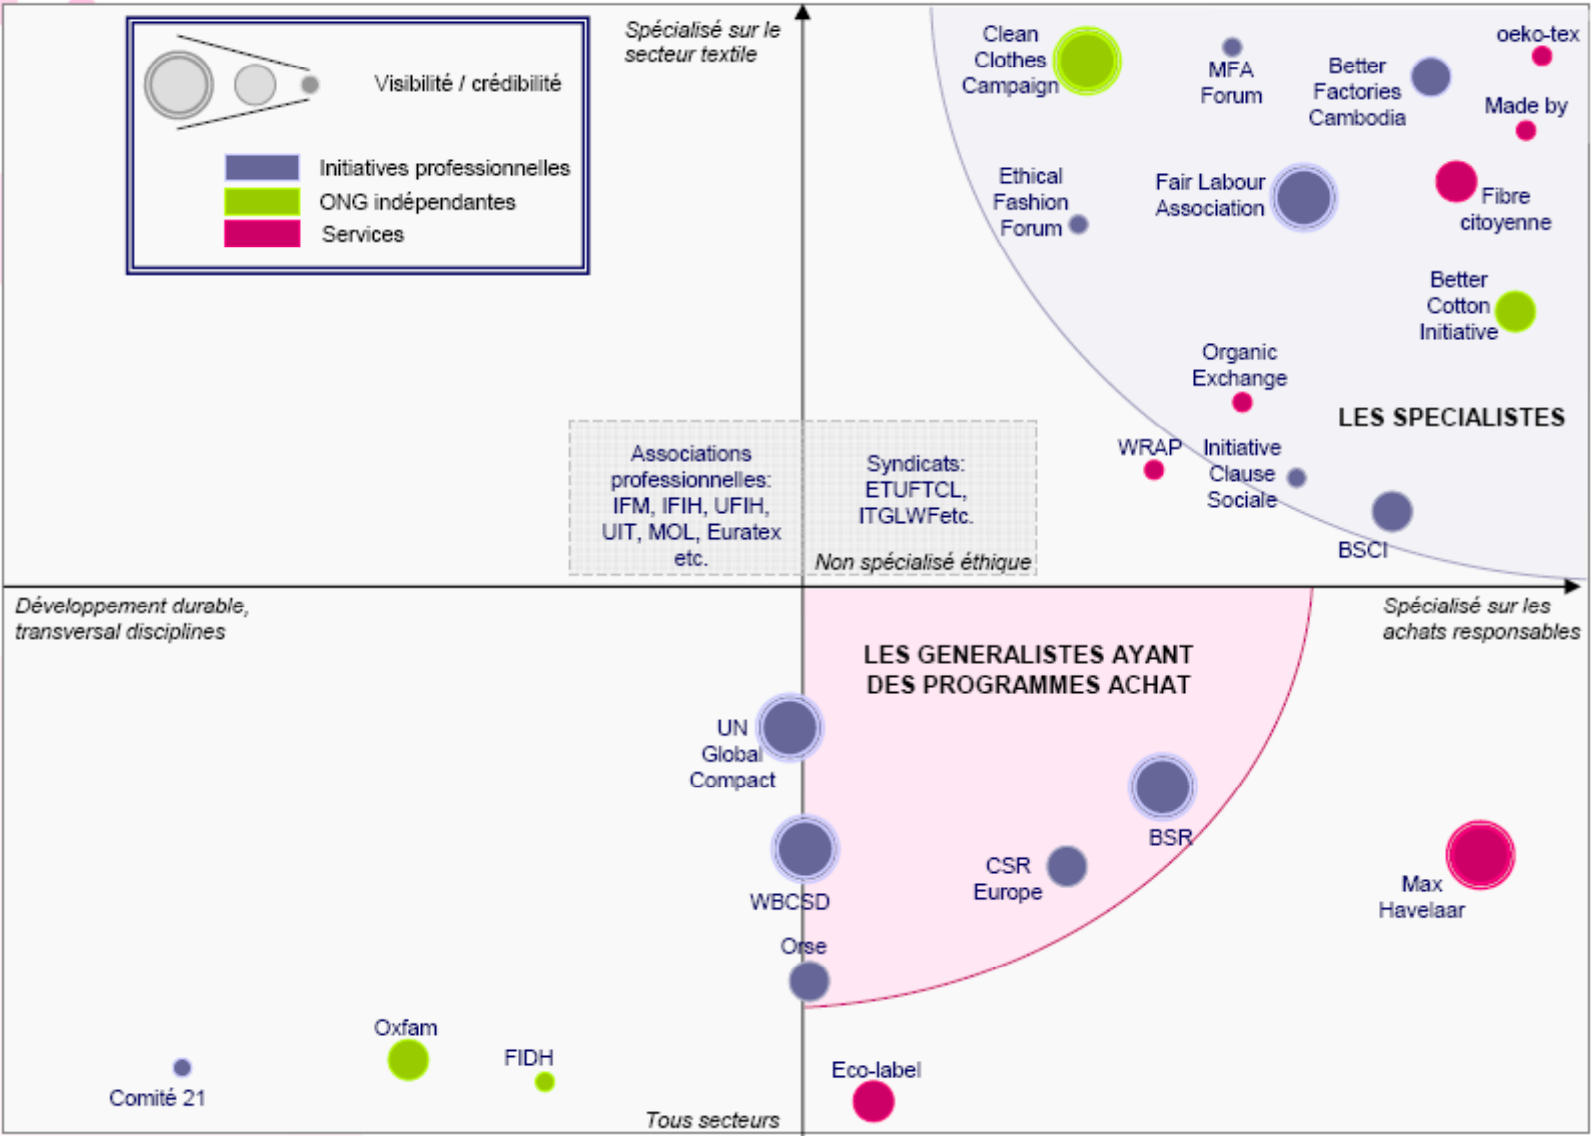 Spécialisé sur le
secteur textile
Visibilité / crédibilité
Initiatives professionnelles
ONG indépendantes
Services
Clean
Clothes
Campaign
MFA
Forum
Better
Factories
Cambodia
oeko-tex
Made by
Ethical
Fashion
Forum
Fair Labour
Association
Fibre
citoyenne
Better
Cotton
Initiative
Organic
Exchange
LES SPECIALISTES
WRAP
Initiative
Clause
Sociale
BSCI
Associations
professionnelles:
IFM, IFIH, UFIH,
UIT, MOL, Euratex
etc.
Syndicats:
ETUFTCL,
ITGLWFetc.
Non spécialisé éthique
Développement durable,
transversal disciplines
Spécialisé sur les
achats responsables
LES GENERALISTES AYANT
DES PROGRAMMES ACHAT
UN
Global
Compact
BSR
WBCSD
CSR
Europe
Max
Havelaar
Orse
Oxfam
FIDH
Comité 21
Eco-label
Tous secteurs